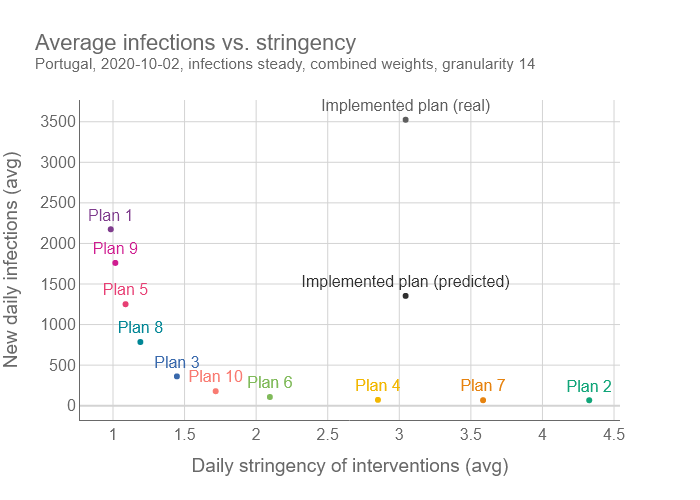 Average infections vs. stringency
Portugal, 2020-10-02, infections steady, combined weights, granularity 14
New daily infections (avg)
3500
3000
2500
2000
1500
1000
500
0
Implemented plan (real)
Plan 1
Plan 9
Plan 5
Implemented plan (predicted)
Plan 8
Plan 3
Plan 10
Plan 6
Plan 4
Plan 7
Plan 2
1
1.5
2
2.5
3
3.5
4
4.5
Daily stringency of interventions (avg)